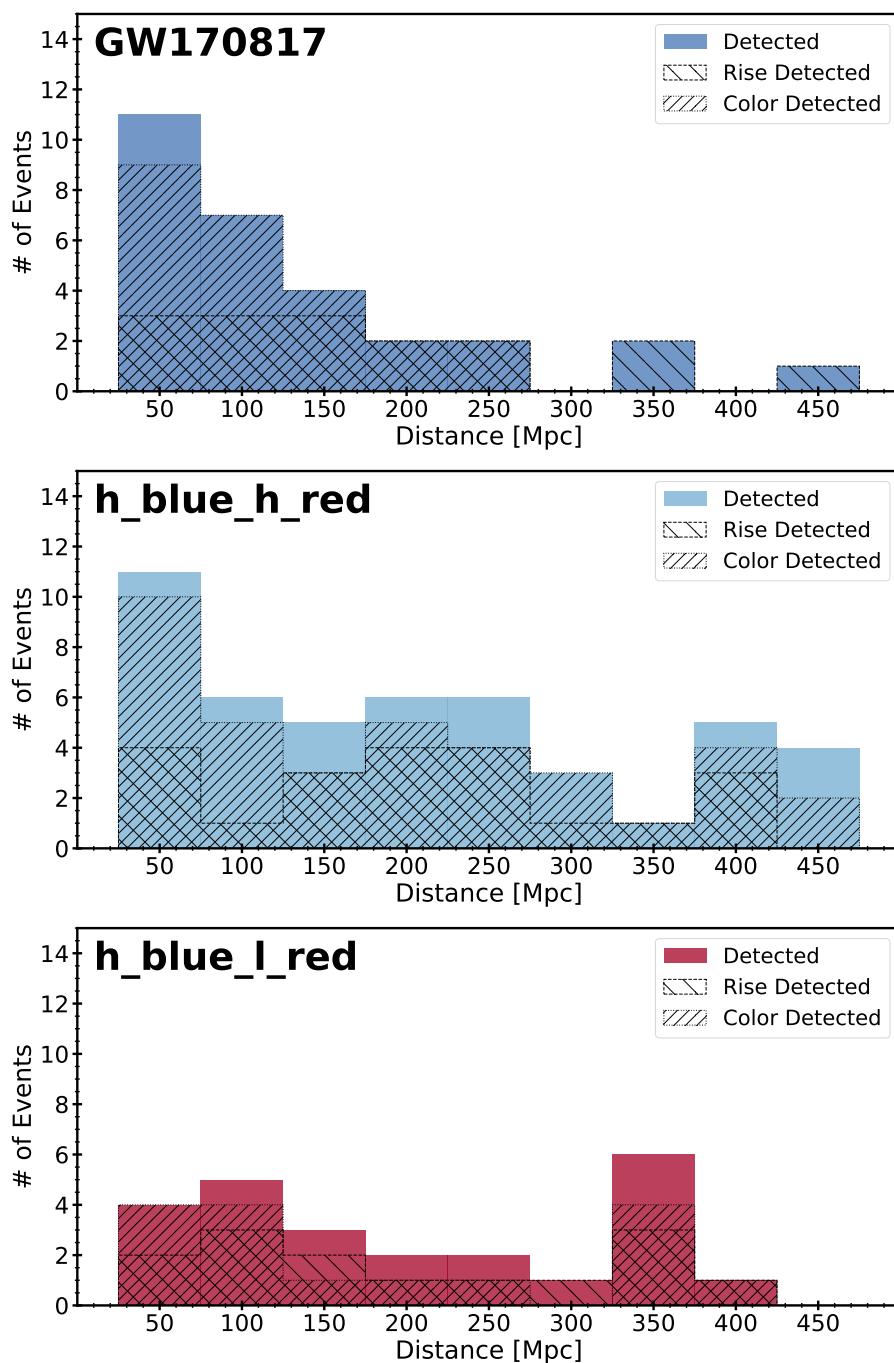 GW170817
Detected
Rise Detected
Color Detected
14
12
10
8
6
4
2
0
# of Events
50 100 150 200 250 300 350 400 450
Distance [Mpc]
h_blue_h_red
Detected
Rise Detected
Color Detected
14
12
10
8
6
4
2
0
# of Events
50 100 150 200 250 300 350 400 450
Distance [Mpc]
h_blue_l_red
Detected
Rise Detected
Color Detected
14
12
10
8
6
4
2
0
# of Events
50 100 150 200 250 300 350 400 450
Distance [Mpc]